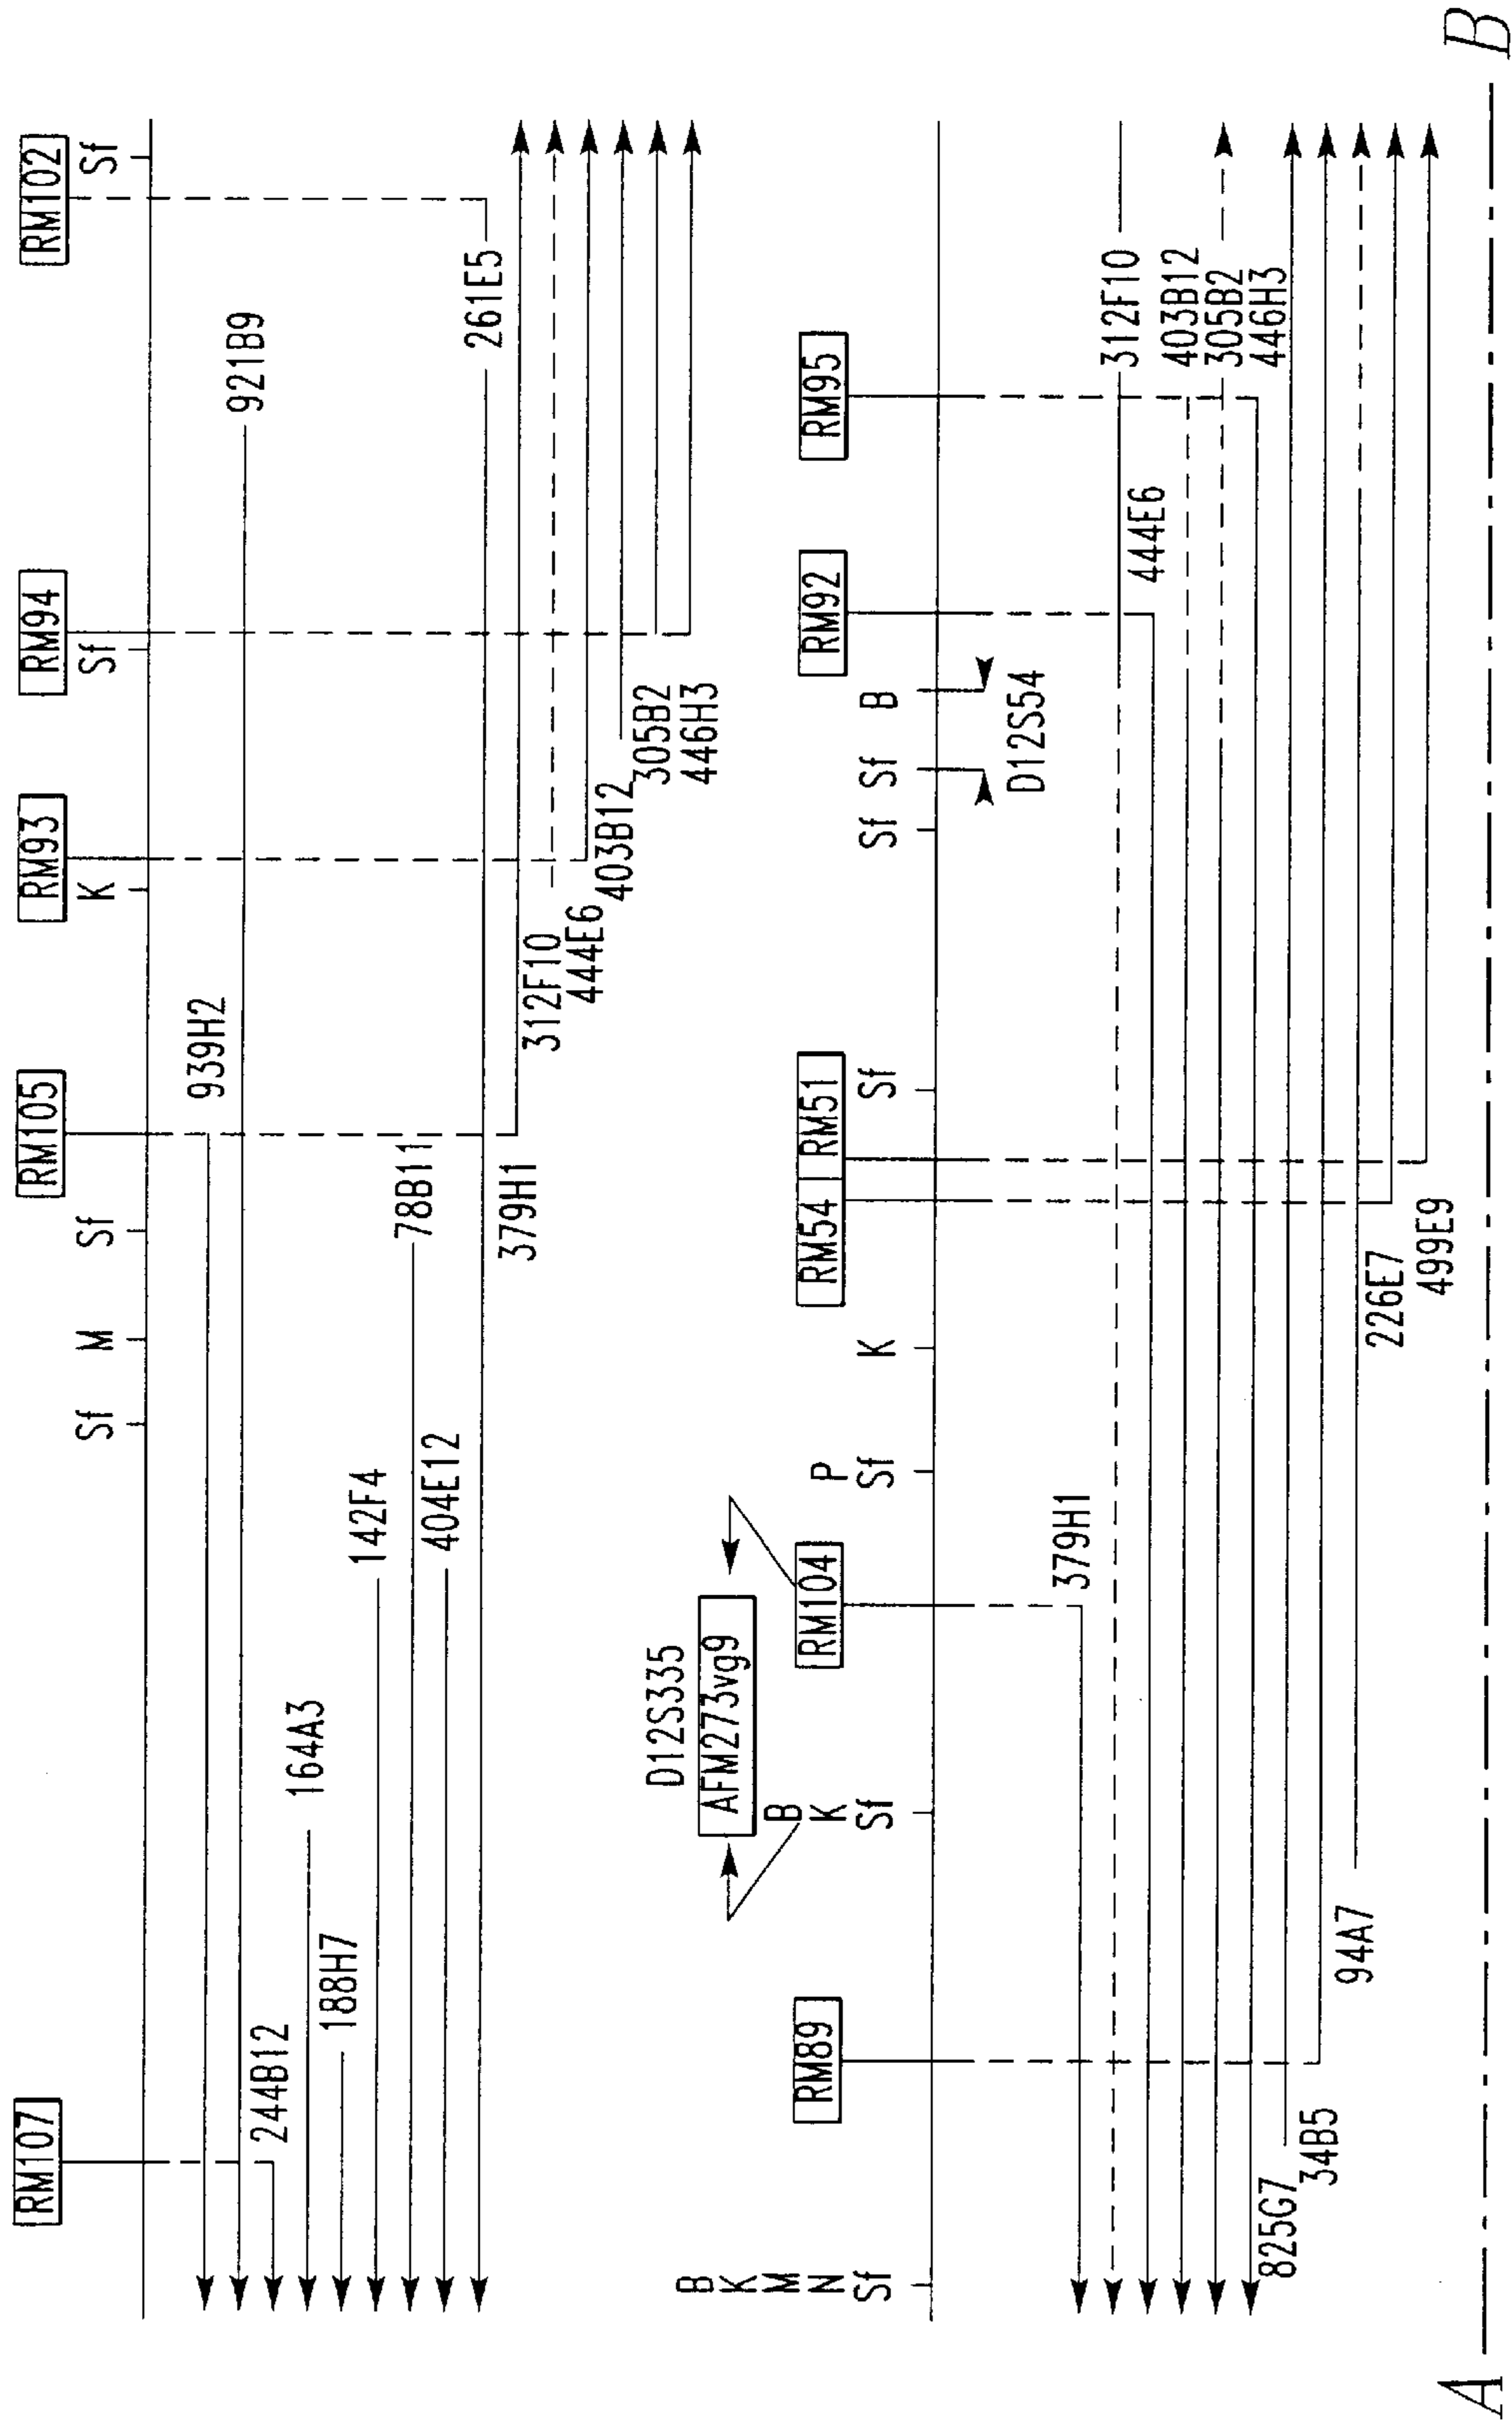 RM107
RM105
RM93
RM94
RM102
Sf
M
Sf
K
Sf
Sf
939H2
921B9
244B12
164A3
188H7
142F4
78B11
404E12
261E5
379H1
312F10
444E6
403B12
305B2
446H3
D12S335
AFM273vg9
RM89
RM104
RM54
RM51
RM92
RM95
B
K
M
N
Sf
B
K
Sf
P
Sf
K
Sf
Sf
Sf
B
D12S54
379H1
312F10
444E6
403B12
305B2
446H3
825G7
34B5
94A7
226E7
499E9
A
B